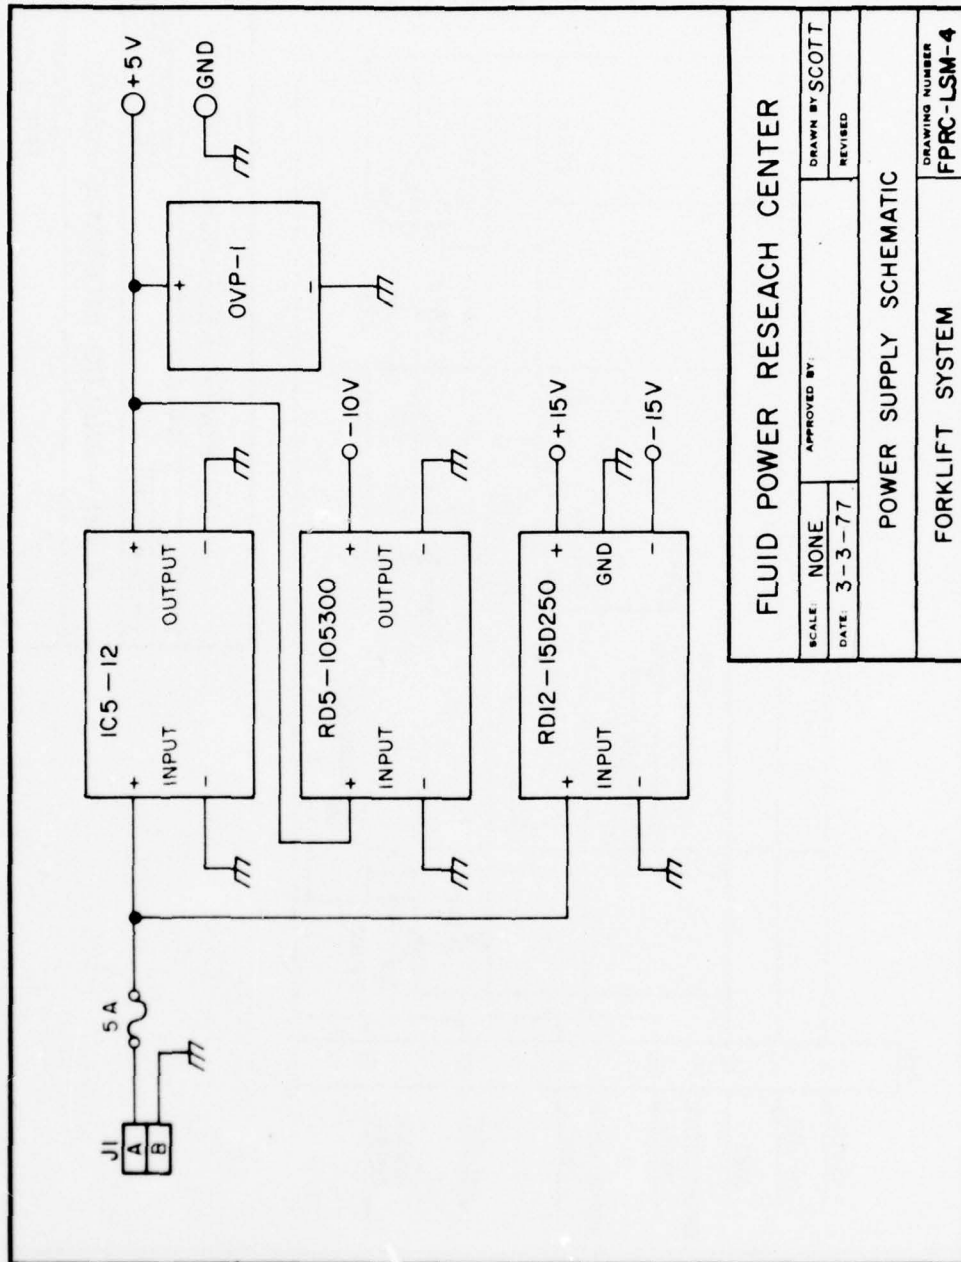 J1
A
B
5 A
IC5-12
+ +
INPUT OUTPUT
- -
+5V
GND
+
OVP-1
-
RD5-105300
+ +
INPUT OUTPUT
- -
-10V
RD12-15D250
+ +
INPUT GND
- -
+15V
-15V
FLUID POWER RESEACH CENTER
SCALE: NONE
APPROVED BY:
DRAWN BY SCOTT
DATE: 3-3-77
REVISED
POWER SUPPLY SCHEMATIC
FORKLIFT SYSTEM
DRAWING NUMBER
FPRC-LSM-4